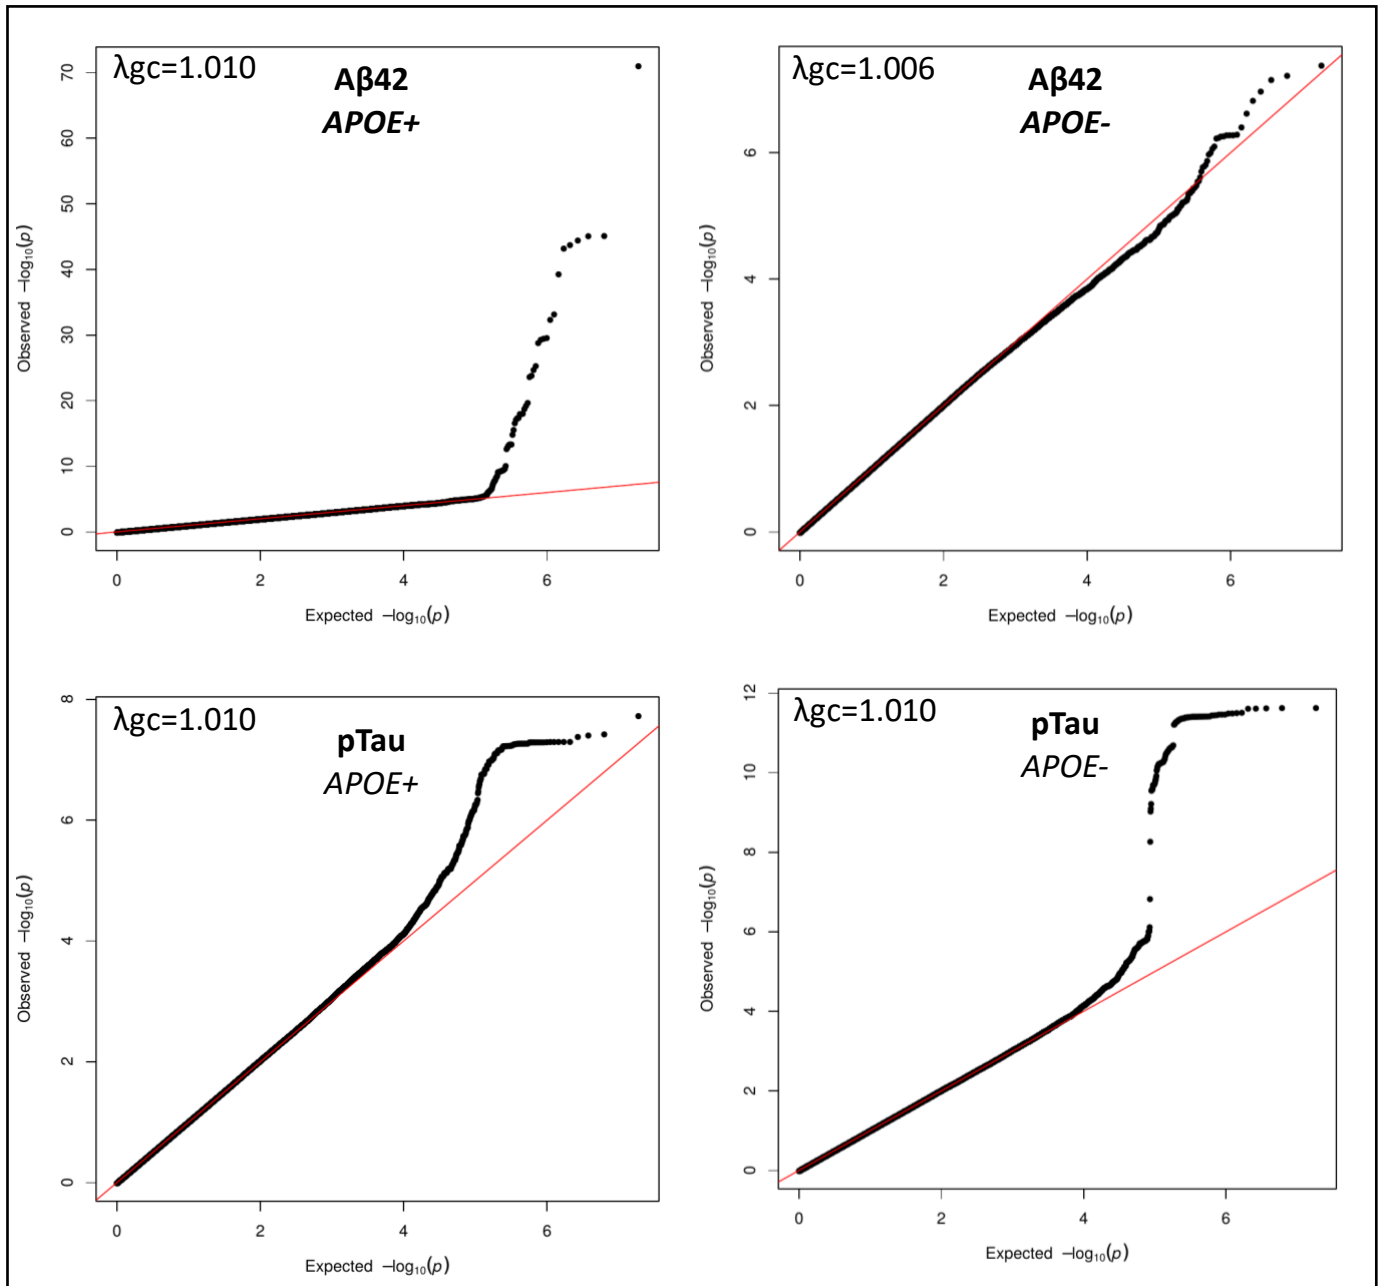 λgc=1.010
Aβ42
APOE+
70
60
50
40
30
20
10
0
Observed −log10(p)
0 2 4 6
Expected −log10(p)
λgc=1.006
Aβ42
APOE-
6
4
2
0
Observed −log10(p)
0 2 4 6
Expected −log10(p)
λgc=1.010
pTau
APOE+
8
6
4
2
0
Observed −log10(p)
0 2 4 6
Expected −log10(p)
λgc=1.010
pTau
APOE-
12
10
8
6
4
2
0
Observed −log10(p)
0 2 4 6
Expected −log10(p)